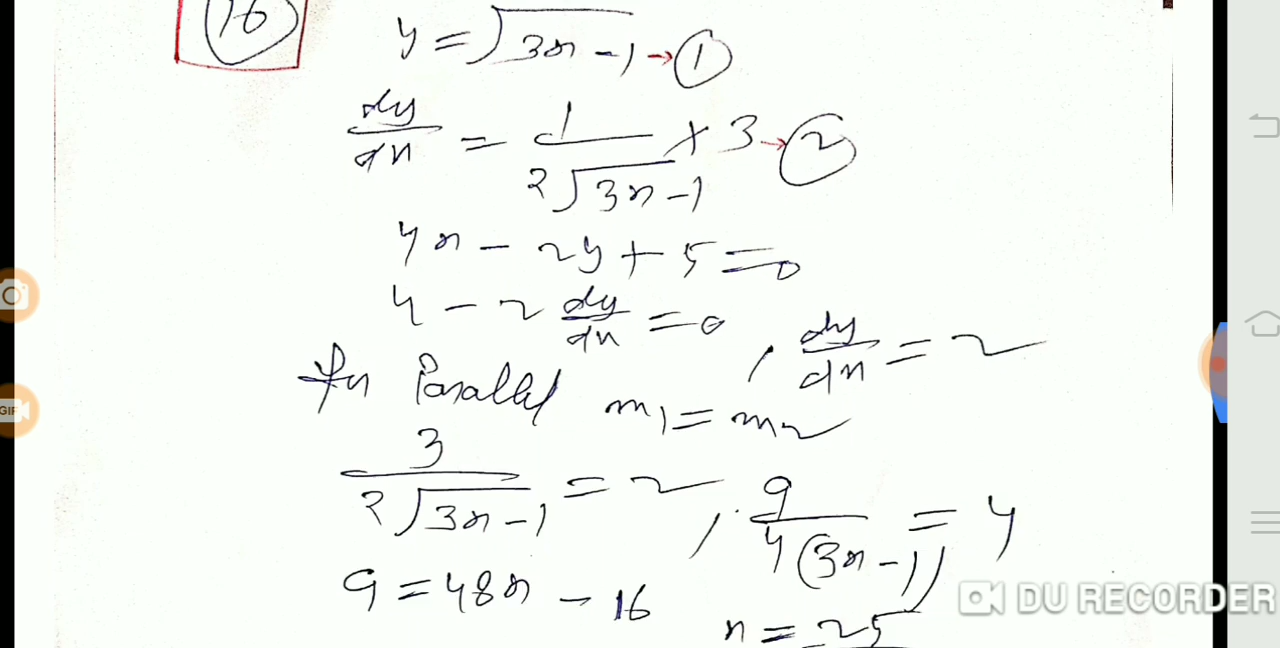 16
y = √(3x - 1) → ①
dy/dx = 1/(2√(3x - 1)) × 3 → ②
4x - 2y + 5 = 0
4 - 2 dy/dx = 0, dy/dx = 2
for Parallel m1 = m2
3/(2√(3x - 1)) = 2, 9/(4(3x - 1)) = 4
9 = 48x - 16
x = 25
DU RECORDER
GIF